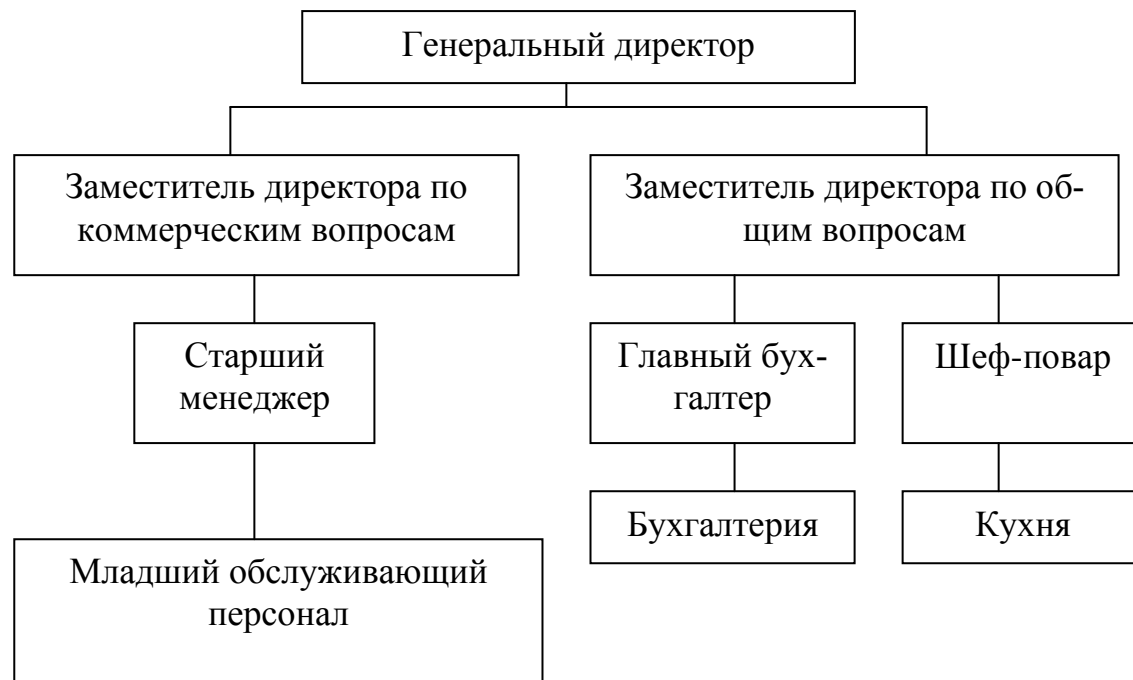 Генеральный директор
Заместитель директора по
коммерческим вопросам
Заместитель директора по об-
щим вопросам
Старший
менеджер
Главный бух-
галтер
Шеф-повар
Бухгалтерия
Кухня
Младший обслуживающий
персонал